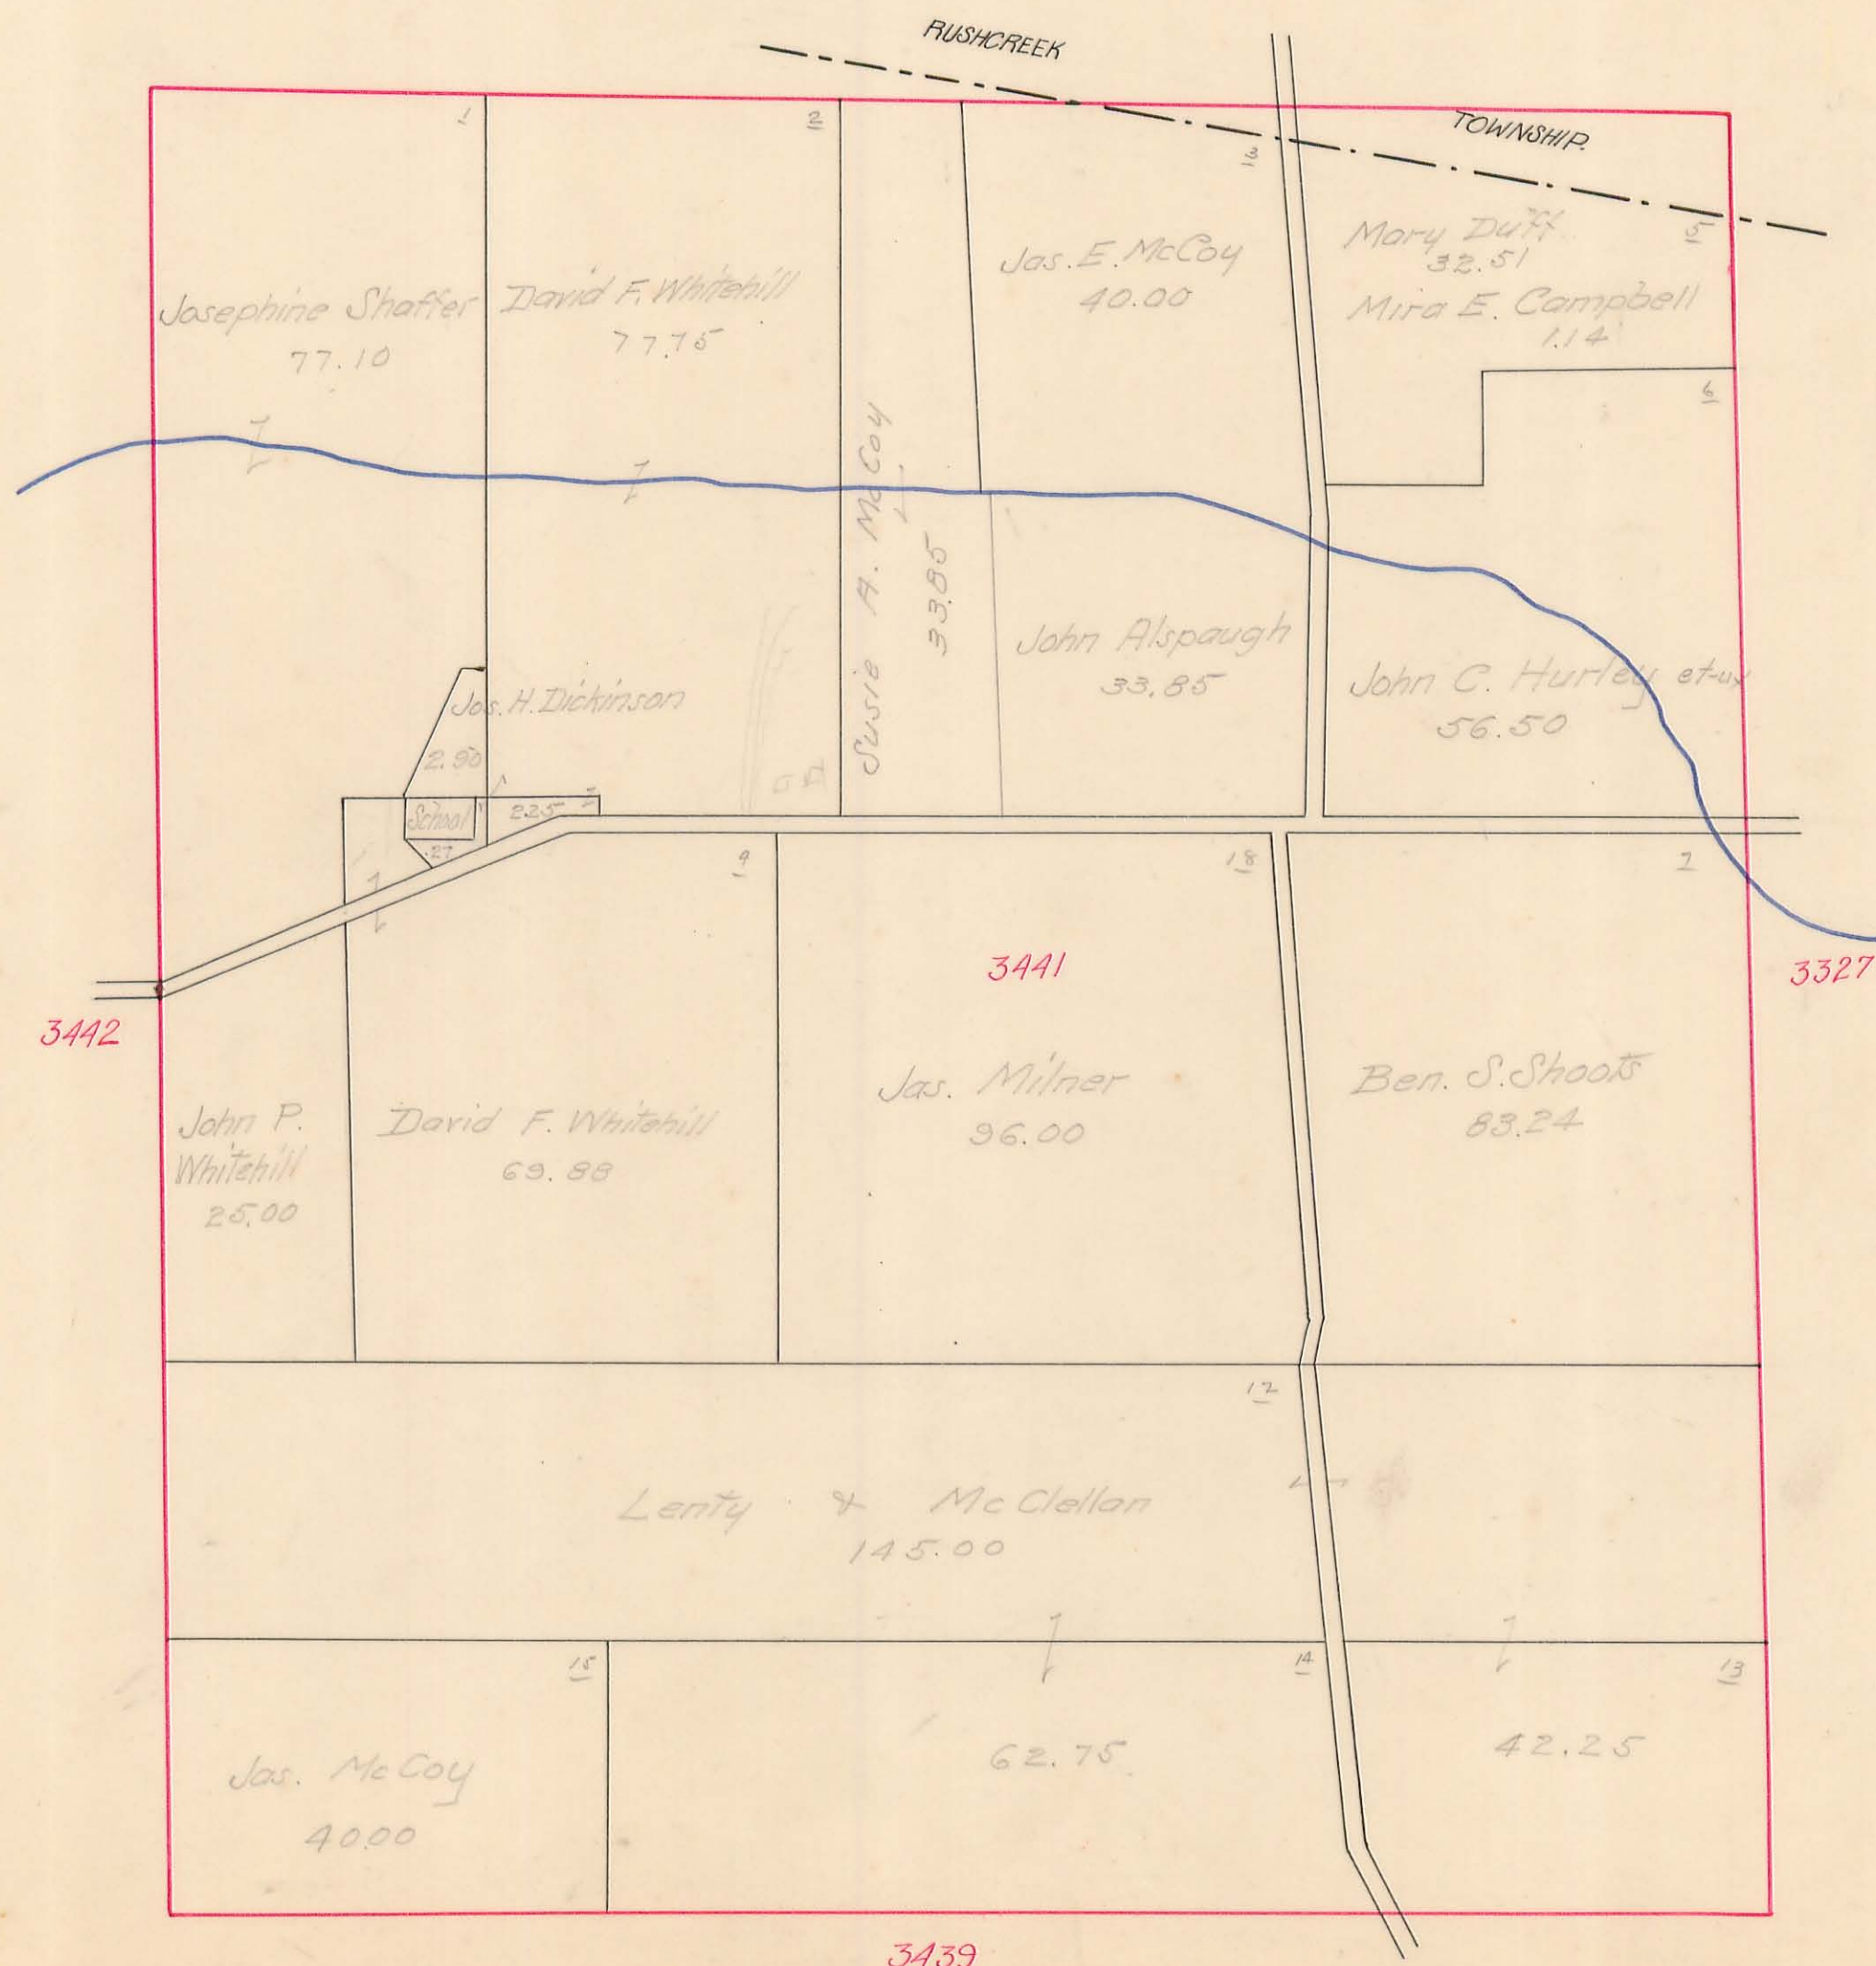 RUSHCREEK
TOWNSHIP.
1
2
3
5
Josephine Shaffer
77.10
David F. Whitehill
77.75
Jas. E. McCoy
40.00
Mary Duff
32.51
Mira E. Campbell
1.14
6
Susie A. McCoy
33.85
John Alspaugh
33.85
John C. Hurley et-ux
56.50
Jos. H. Dickinson
2.90
School
2.25
.27
9
18
7
3441
3442
3327
John P.
Whitehill
25.00
David F. Whitehill
69.88
Jas. Milner
96.00
Ben. S. Shoots
83.24
12
Lenty & McClellan
145.00
15
14
13
Jas. McCoy
40.00
62.75
42.25
3439